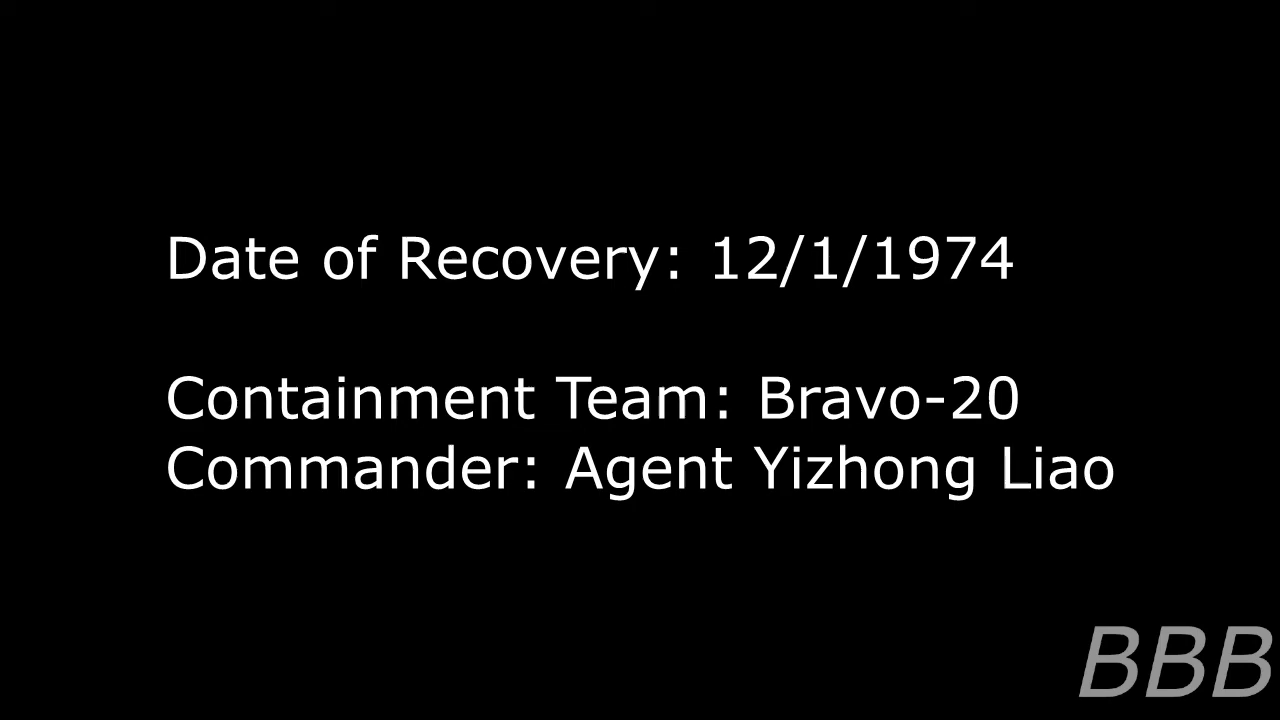 Date of Recovery: 12/1/1974
Containment Team: Bravo-20
Commander: Agent Yizhong Liao
BBB